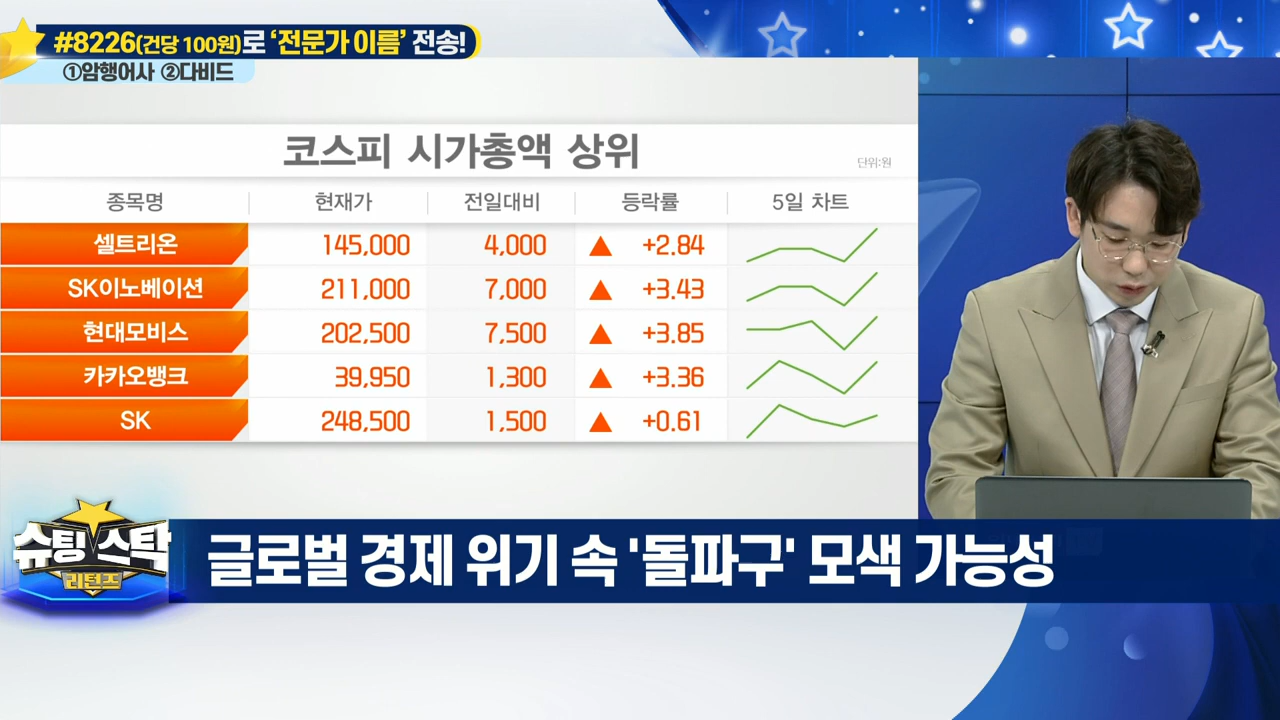 #8226(건당 100원)로 ‘전문가 이름’ 전송!
①암행어사 ②다비드
코스피 시가총액 상위
단위:원
종목명 현재가 전일대비 등락률 5일 차트
셀트리온 145,000 4,000 ▲ +2.84
SK이노베이션 211,000 7,000 ▲ +3.43
현대모비스 202,500 7,500 ▲ +3.85
카카오뱅크 39,950 1,300 ▲ +3.36
SK 248,500 1,500 ▲ +0.61
슈팅스탁
리턴즈
글로벌 경제 위기 속 '돌파구' 모색 가능성